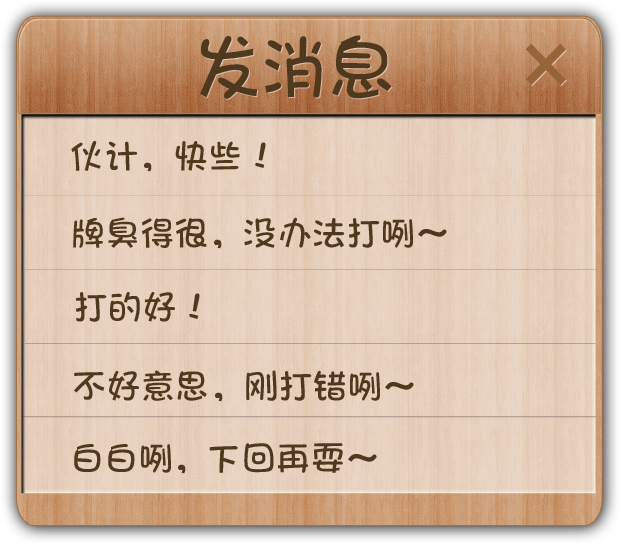 发消息
伙计，快些！
牌臭得很，没办法打咧～
打的好！
不好意思，刚打错咧～
白白咧，下回再耍～